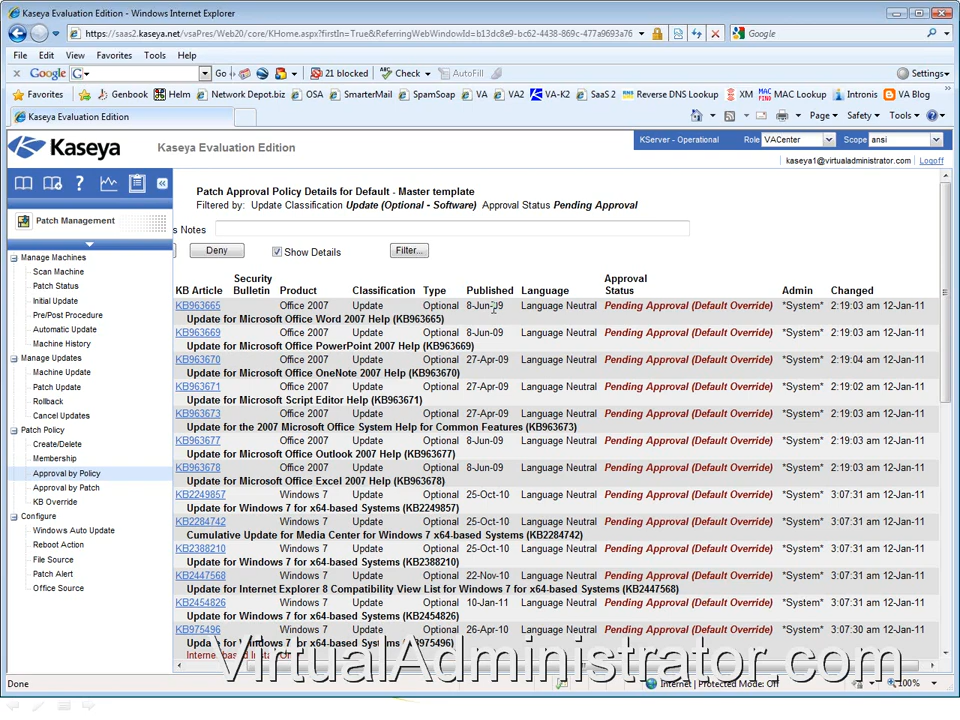 Kaseya Evaluation Edition - Windows Internet Explorer
https://saas2.kaseya.net/vsaPres/Web20/core/KHome.aspx?firstIn=True&ReferringWebWindowId=b13dc8e9-bc62-4438-869c-477a9693a76
Google
File Edit View Favorites Tools Help
Google G Go 21 blocked Check AutoFill Settings
Favorites Genbook Helm Network Depot.biz OSA SmarterMail SpamSoap VA VA2 VA-K2 SaaS 2 Reverse DNS Lookup XM MAC Lookup Intronis VA Blog
Kaseya Evaluation Edition Page Safety Tools
Kaseya Kaseya Evaluation Edition KServer - Operational Role VACenter Scope ansi
kaseya1@virtualadministrator.com Logoff
Patch Management
Manage Machines
Scan Machine
Patch Status
Initial Update
Pre/Post Procedure
Automatic Update
Machine History
Manage Updates
Machine Update
Patch Update
Rollback
Cancel Updates
Patch Policy
Create/Delete
Membership
Approval by Policy
Approval by Patch
KB Override
Configure
Windows Auto Update
Reboot Action
File Source
Patch Alert
Office Source
Patch Approval Policy Details for Default - Master template
Filtered by: Update Classification Update (Optional - Software) Approval Status Pending Approval
s Notes
Deny Show Details Filter...
KB Article Security Bulletin Product Classification Type Published Language Approval Status Admin Changed
KB963665 Office 2007 Update Optional 8-Jun-09 Language Neutral Pending Approval (Default Override) *System* 2:19:03 am 12-Jan-11
Update for Microsoft Office Word 2007 Help (KB963665)
KB963669 Office 2007 Update Optional 8-Jun-09 Language Neutral Pending Approval (Default Override) *System* 2:19:03 am 12-Jan-11
Update for Microsoft Office PowerPoint 2007 Help (KB963669)
KB963670 Office 2007 Update Optional 27-Apr-09 Language Neutral Pending Approval (Default Override) *System* 2:19:04 am 12-Jan-11
Update for Microsoft Office OneNote 2007 Help (KB963670)
KB963671 Office 2007 Update Optional 27-Apr-09 Language Neutral Pending Approval (Default Override) *System* 2:19:02 am 12-Jan-11
Update for Microsoft Script Editor Help (KB963671)
KB963673 Office 2007 Update Optional 27-Apr-09 Language Neutral Pending Approval (Default Override) *System* 2:19:03 am 12-Jan-11
Update for the 2007 Microsoft Office System Help for Common Features (KB963673)
KB963677 Office 2007 Update Optional 8-Jun-09 Language Neutral Pending Approval (Default Override) *System* 2:19:03 am 12-Jan-11
Update for Microsoft Office Outlook 2007 Help (KB963677)
KB963678 Office 2007 Update Optional 8-Jun-09 Language Neutral Pending Approval (Default Override) *System* 2:19:03 am 12-Jan-11
Update for Microsoft Office Excel 2007 Help (KB963678)
KB2249857 Windows 7 Update Optional 25-Oct-10 Language Neutral Pending Approval (Default Override) *System* 3:07:31 am 12-Jan-11
Update for Windows 7 for x64-based Systems (KB2249857)
KB2284742 Windows 7 Update Optional 25-Oct-10 Language Neutral Pending Approval (Default Override) *System* 3:07:31 am 12-Jan-11
Cumulative Update for Media Center for Windows 7 x64-based Systems (KB2284742)
KB2388210 Windows 7 Update Optional 25-Oct-10 Language Neutral Pending Approval (Default Override) *System* 3:07:31 am 12-Jan-11
Update for Windows 7 for x64-based Systems (KB2388210)
KB2447568 Windows 7 Update Optional 22-Nov-10 Language Neutral Pending Approval (Default Override) *System* 3:07:31 am 12-Jan-11
Update for Internet Explorer 8 Compatibility View List for Windows 7 for x64-based Systems (KB2447568)
KB2454826 Windows 7 Update Optional 10-Jan-11 Language Neutral Pending Approval (Default Override) *System* 3:07:31 am 12-Jan-11
Update for Windows 7 for x64-based Systems (KB2454826)
KB975496 Windows 7 Update Optional 26-Apr-10 Language Neutral Pending Approval (Default Override) *System* 3:07:30 am 12-Jan-11
Update for Windows 7 for x64-based Systems (KB975496)
VirtualAdministrator.com
Done Internet | Protected Mode: Off 100%